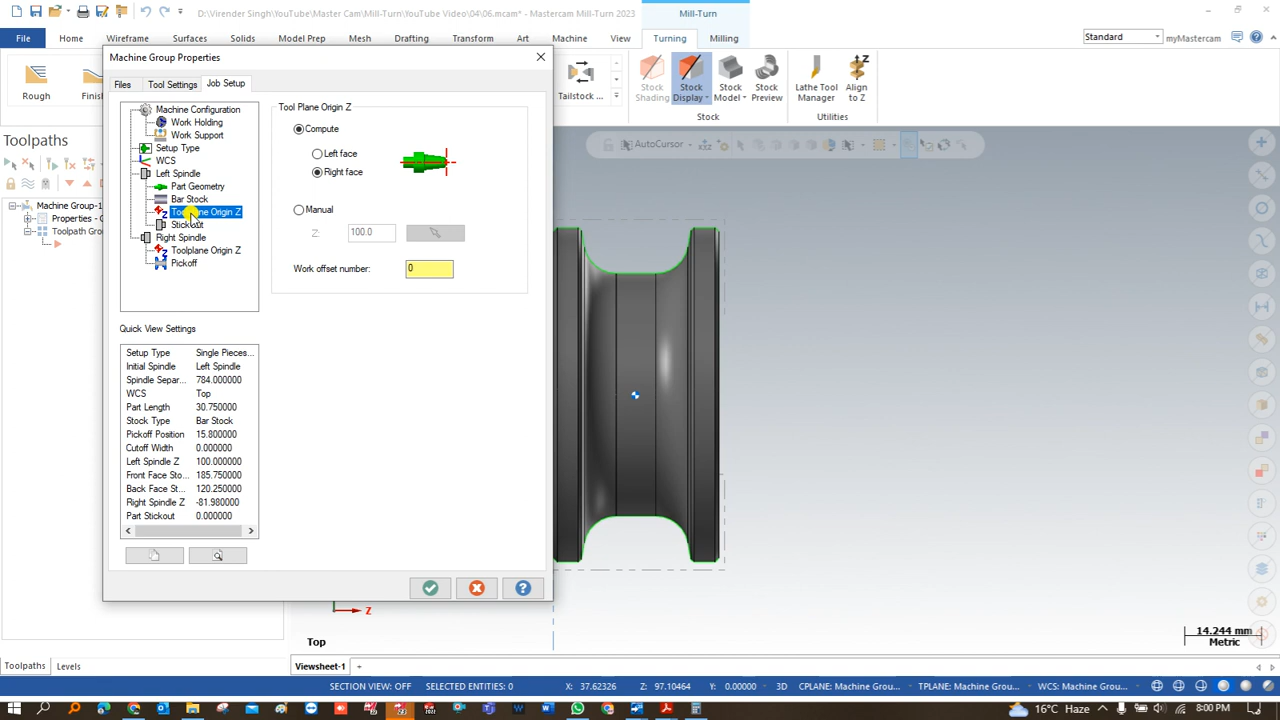 D:\Virender Singh\YouTube\Master Cam\Mill-Turn\YouTube Video\04\06.mcam* - Mastercam Mill-Turn 2023
Mill-Turn
File
Home
Wireframe
Surfaces
Solids
Model Prep
Mesh
Drafting
Transform
Art
Machine
View
Turning
Milling
Standard
myMastercam
Rough
Finish
Tailstock ...
Stock Shading
Stock Display
Stock Model
Stock Preview
Lathe Tool Manager
Align to Z
Stock
Utilities
AutoCursor
Toolpaths
Machine Group-1
Properties - G
Toolpath Grou
Machine Group Properties
Files
Tool Settings
Job Setup
Machine Configuration
Work Holding
Work Support
Setup Type
WCS
Left Spindle
Part Geometry
Bar Stock
Toolplane Origin Z
Stickout
Right Spindle
Toolplane Origin Z
Pickoff
Tool Plane Origin Z
Compute
Left face
Right face
Manual
Z:
100.0
Work offset number:
0
Quick View Settings
Setup Type Single Pieces...
Initial Spindle Left Spindle
Spindle Separ... 784.000000
WCS Top
Part Length 30.750000
Stock Type Bar Stock
Pickoff Position 15.800000
Cutoff Width 0.000000
Left Spindle Z 100.000000
Front Face Sto... 185.750000
Back Face St... 120.250000
Right Spindle Z -81.980000
Part Stickout 0.000000
Z
Top
14.244 mm
Metric
Toolpaths
Levels
Viewsheet-1
+
SECTION VIEW: OFF
SELECTED ENTITIES: 0
X: 37.62326
Z: 97.10464
Y: 0.00000
3D
CPLANE: Machine Grou...
TPLANE: Machine Grou...
WCS: Machine Grou...
16°C Haze
8:00 PM